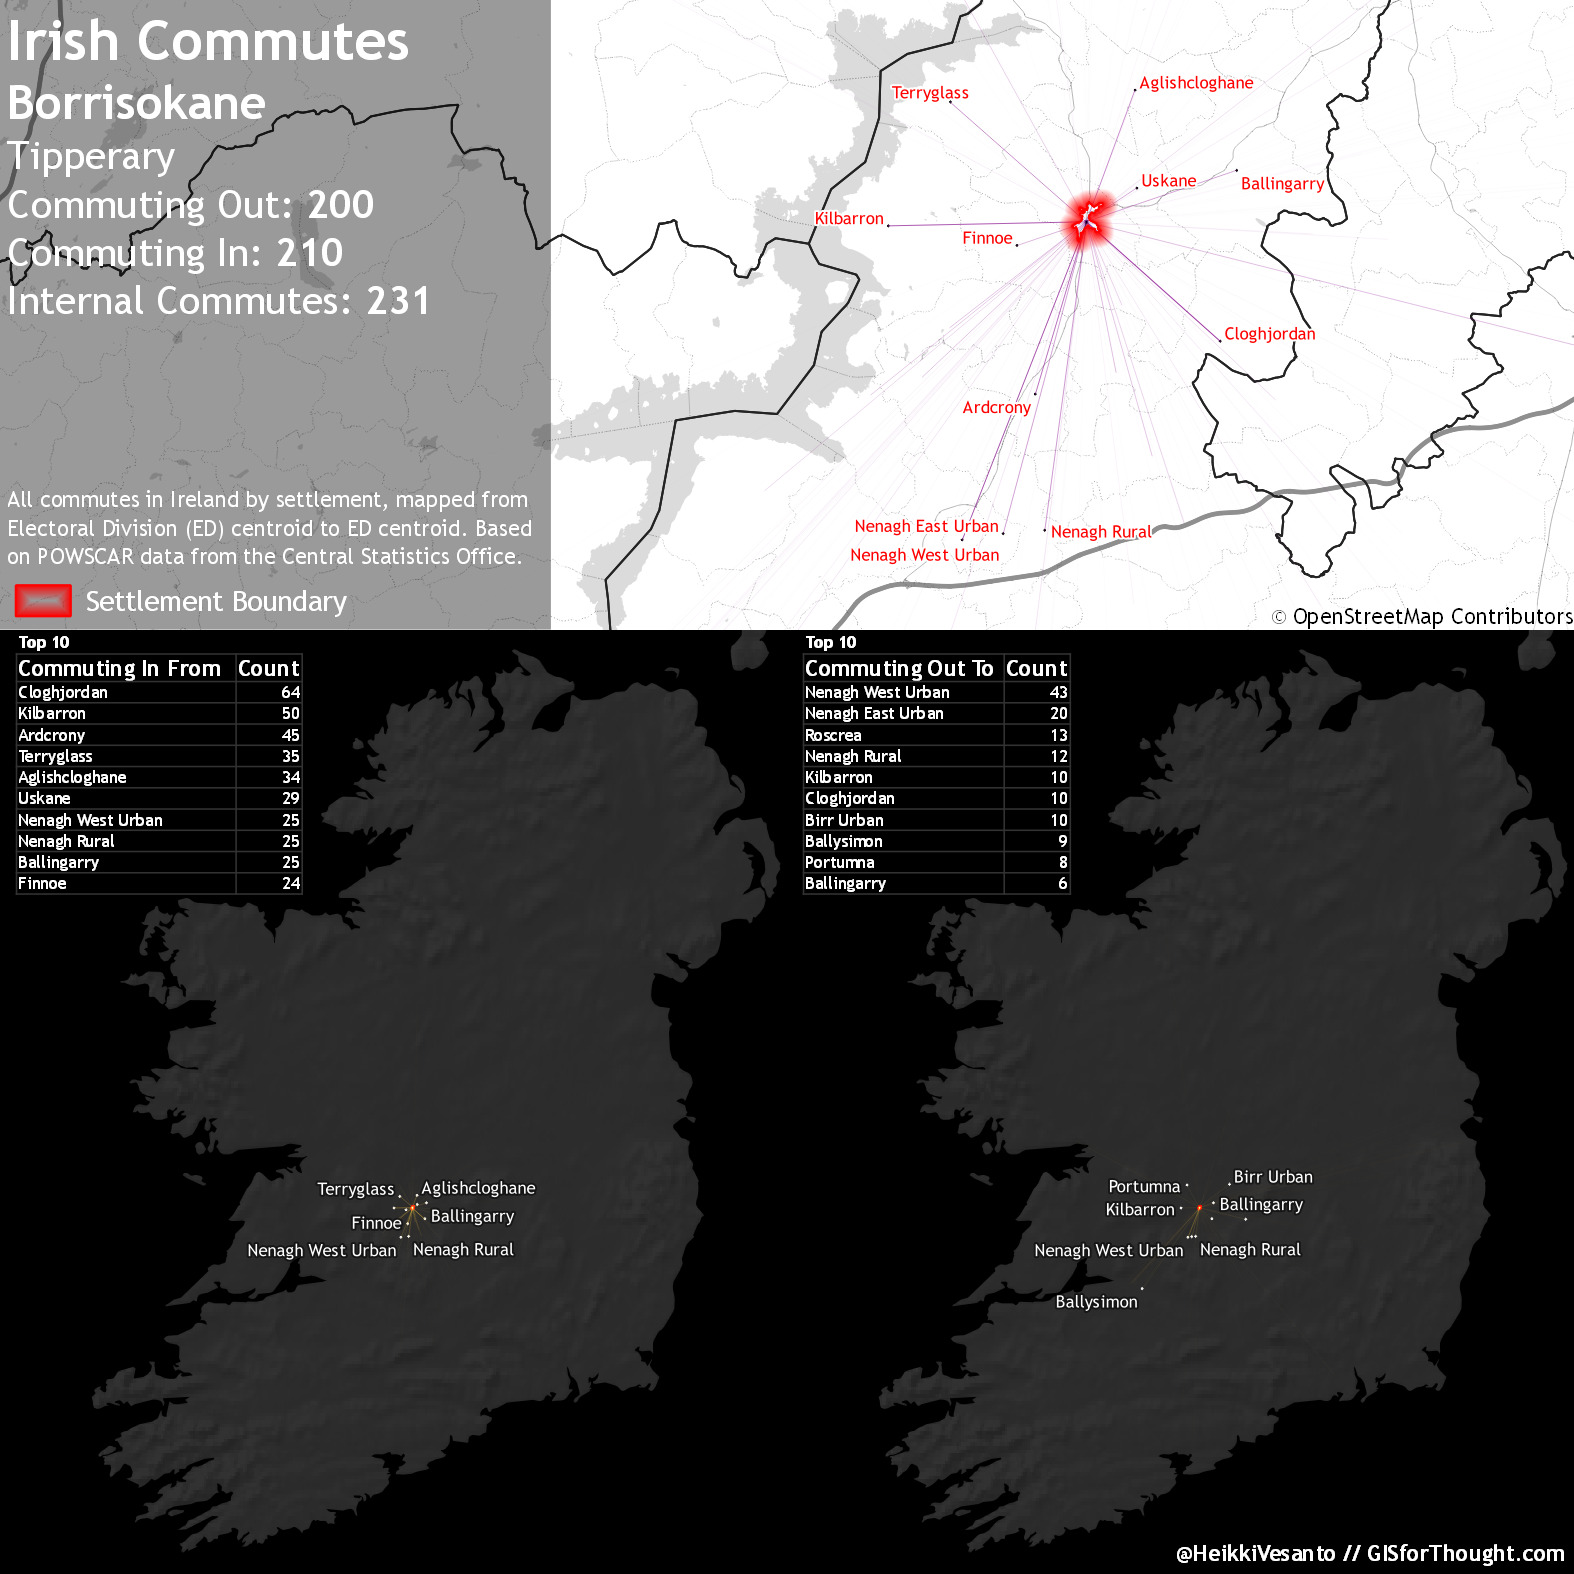 Irish Commutes
Borrisokane
Tipperary
Commuting Out: 200
Commuting In: 210
Internal Commutes: 231
All commutes in Ireland by settlement, mapped from
Electoral Division (ED) centroid to ED centroid. Based
on POWSCAR data from the Central Statistics Office.
Settlement Boundary
Terryglass
Aglishcloghane
Uskane
Ballingarry
Kilbarron
Finnoe
Cloghjordan
Ardcrony
Nenagh East Urban
Nenagh Rural
Nenagh West Urban
© OpenStreetMap Contributors
Top 10
Commuting In From Count
Cloghjordan 64
Kilbarron 50
Ardcrony 45
Terryglass 35
Aglishcloghane 34
Uskane 29
Nenagh West Urban 25
Nenagh Rural 25
Ballingarry 25
Finnoe 24
Terryglass
Aglishcloghane
Finnoe
Ballingarry
Nenagh West Urban
Nenagh Rural
Top 10
Commuting Out To Count
Nenagh West Urban 43
Nenagh East Urban 20
Roscrea 13
Nenagh Rural 12
Kilbarron 10
Cloghjordan 10
Birr Urban 10
Ballysimon 9
Portumna 8
Ballingarry 6
Birr Urban
Portumna
Ballingarry
Kilbarron
Nenagh West Urban
Nenagh Rural
Ballysimon
@HeikkiVesanto // GISforThought.com